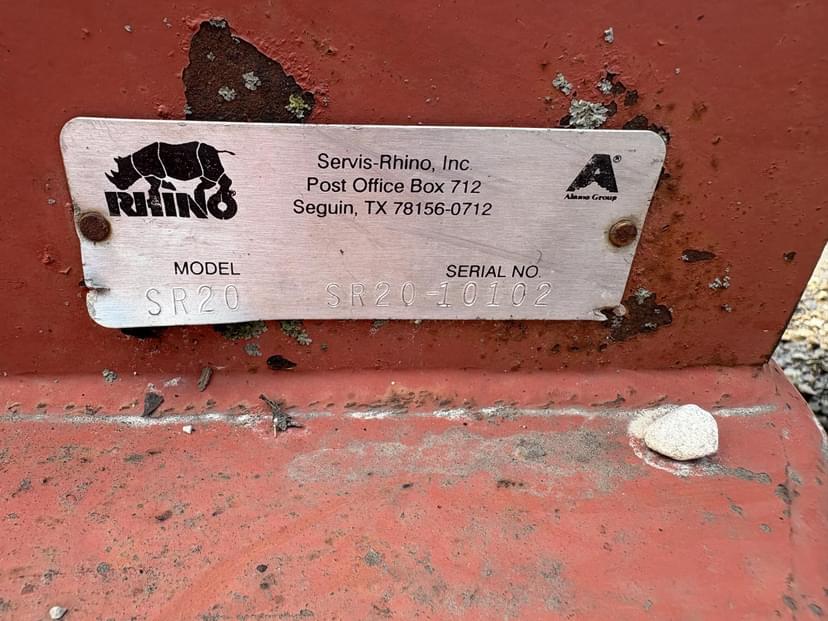 RHINO
Servis-Rhino, Inc.
Post Office Box 712
Seguin, TX 78156-0712
A®
Alamo Group
MODEL
SERIAL NO.
SR20
SR20-10102